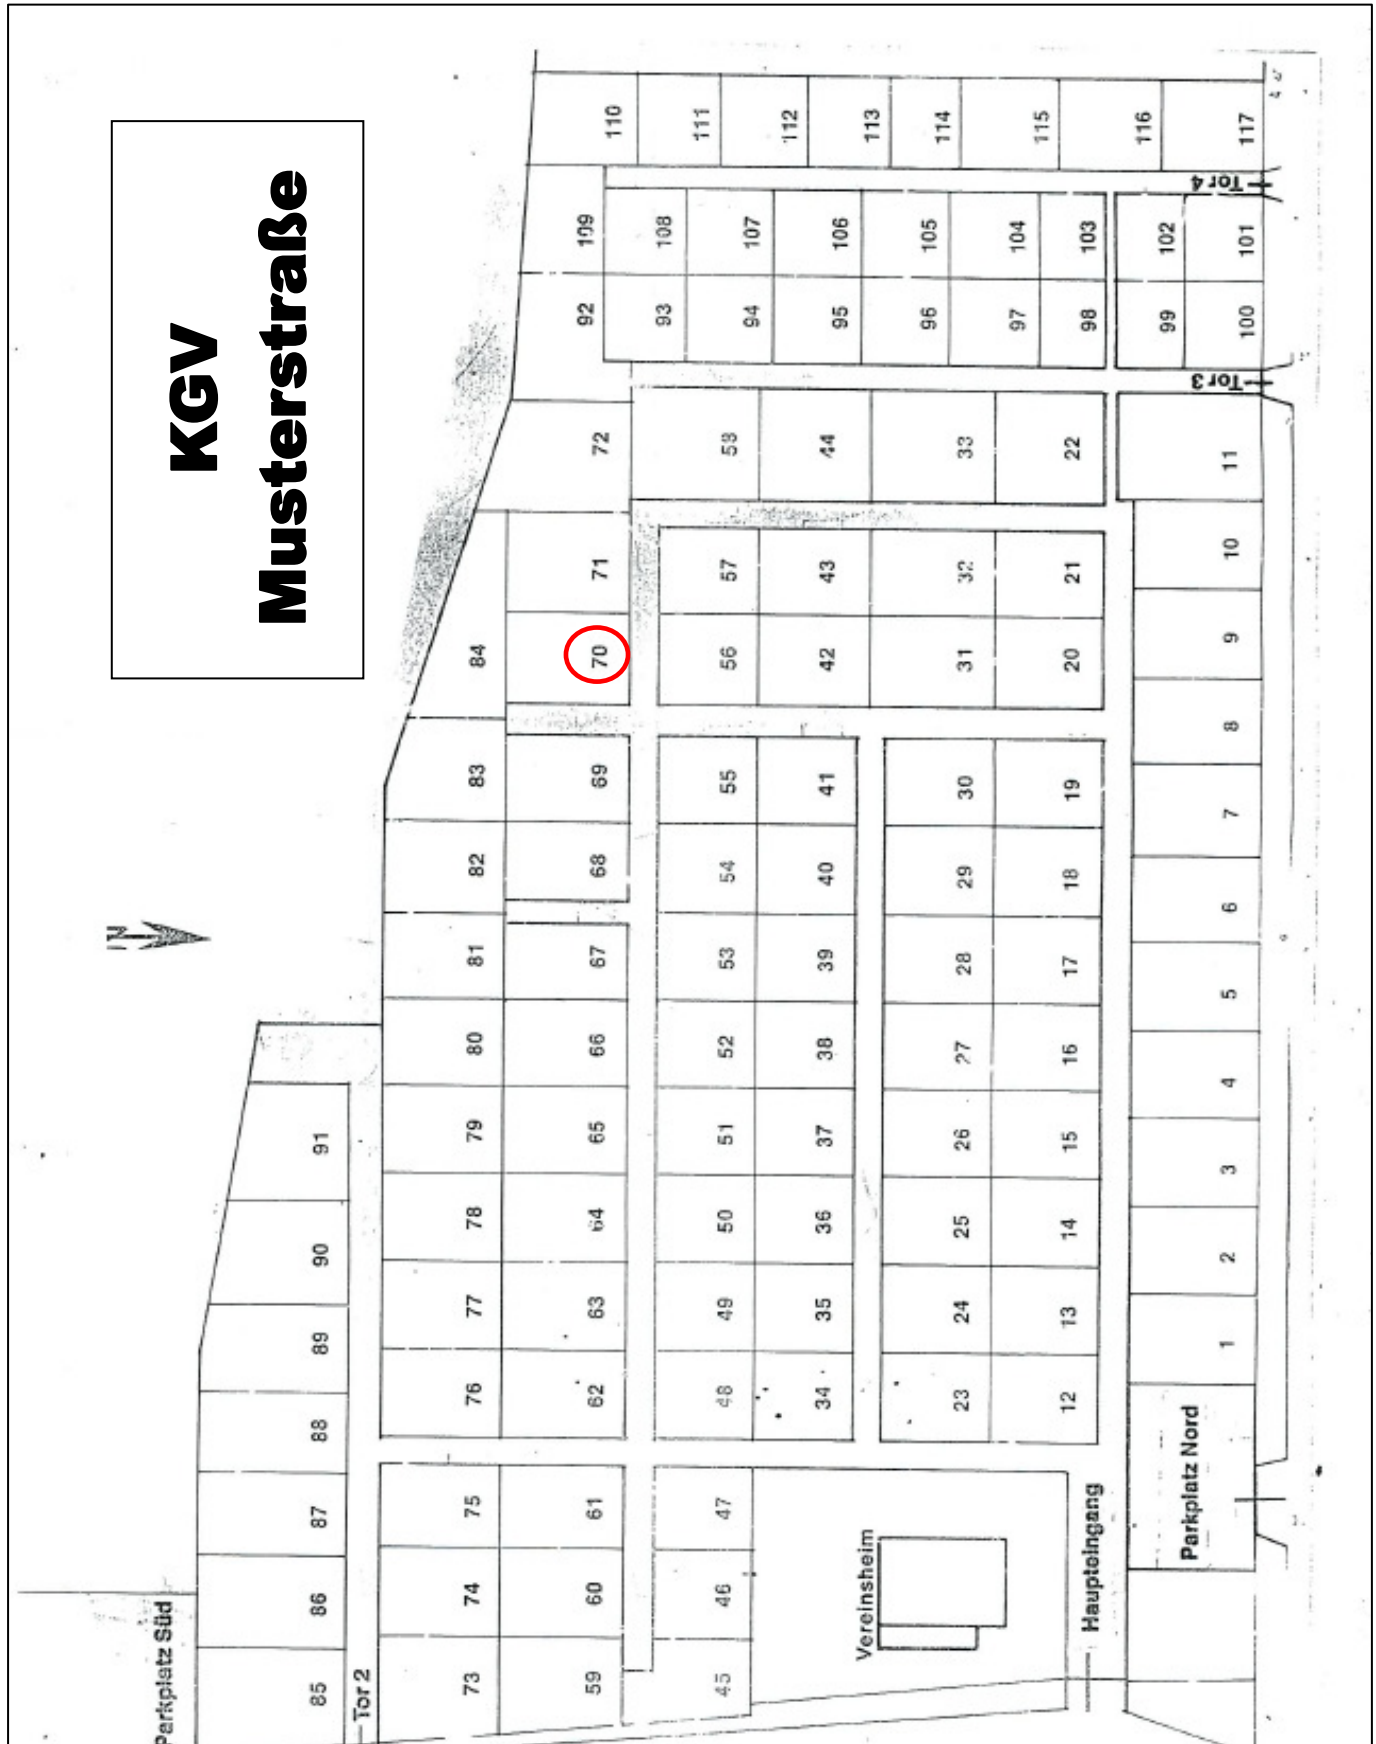 Parkplatz Süd
N
KGV
Musterstraße
85 86 87 88 89 90 91
Tor 2
73 74 75 76 77 78 79 80 81 82 83 84
59 60 61 62 63 64 65 66 67 68 69 70 71 72 92 109 110
93 108 111
45 46 47 48 49 50 51 52 53 54 55 56 57 58 94 107 112
34 35 36 37 38 39 40 41 42 43 44 95 106 113
Vereinsheim
96 105 114
23 24 25 26 27 28 29 30 31 32 33 97 104 115
12 13 14 15 16 17 18 19 20 21 22 98 103 116
Haupteingang
99 102
Parkplatz Nord
1 2 3 4 5 6 7 8 9 10 11 100 101 117
Tor 3
Tor 4